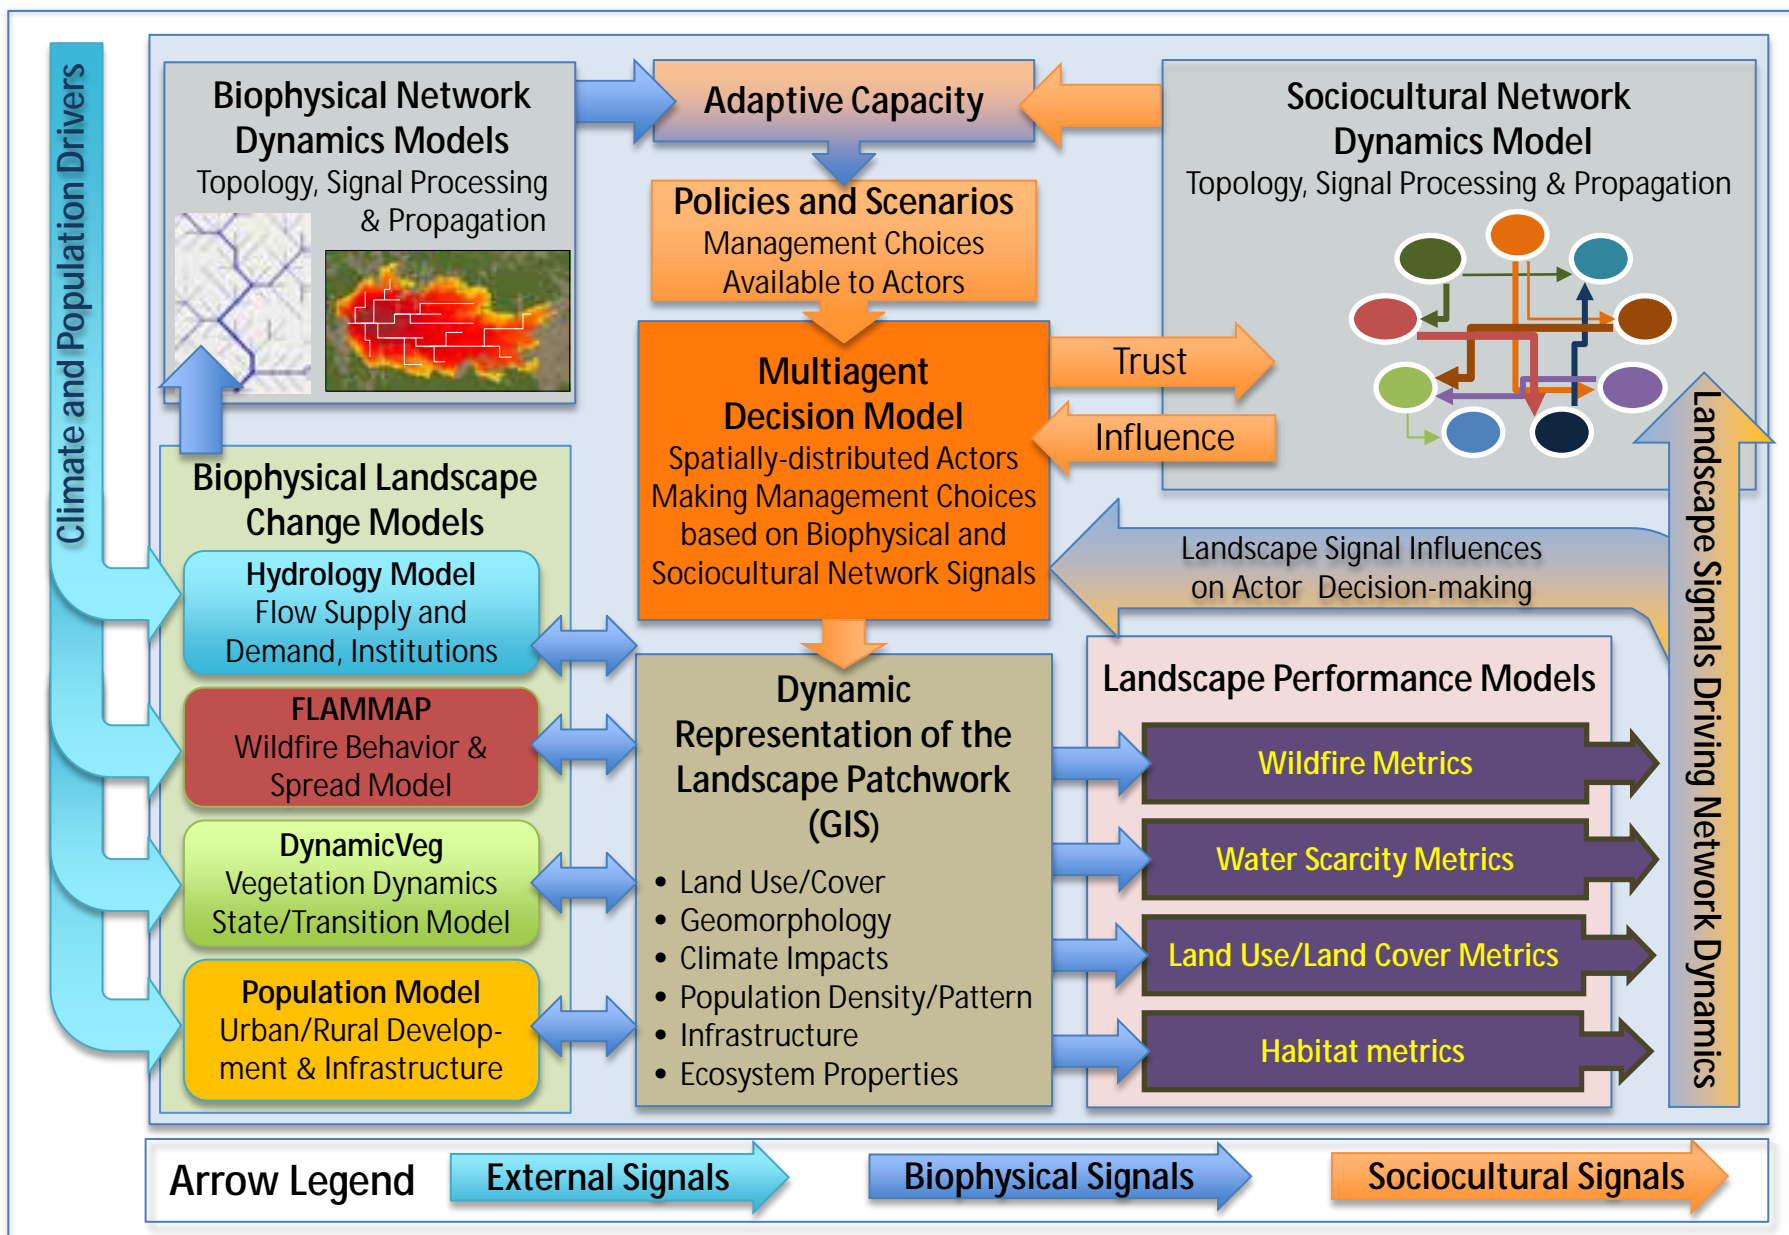 Climate and Population Drivers
Biophysical Network
Dynamics Models
Topology, Signal Processing
& Propagation
Adaptive Capacity
Sociocultural Network
Dynamics Model
Topology, Signal Processing & Propagation
Policies and Scenarios
Management Choices
Available to Actors
Multiagent
Decision Model
Spatially-distributed Actors
Making Management Choices
based on Biophysical and
Sociocultural Network Signals
Trust
Influence
Landscape Signal Influences
on Actor Decision-making
Landscape Signals Driving Network Dynamics
Biophysical Landscape
Change Models
Hydrology Model
Flow Supply and
Demand, Institutions
FLAMMAP
Wildfire Behavior &
Spread Model
DynamicVeg
Vegetation Dynamics
State/Transition Model
Population Model
Urban/Rural Develop-
ment & Infrastructure
Dynamic
Representation of the
Landscape Patchwork
(GIS)
• Land Use/Cover
• Geomorphology
• Climate Impacts
• Population Density/Pattern
• Infrastructure
• Ecosystem Properties
Landscape Performance Models
Wildfire Metrics
Water Scarcity Metrics
Land Use/Land Cover Metrics
Habitat metrics
Arrow Legend
External Signals
Biophysical Signals
Sociocultural Signals